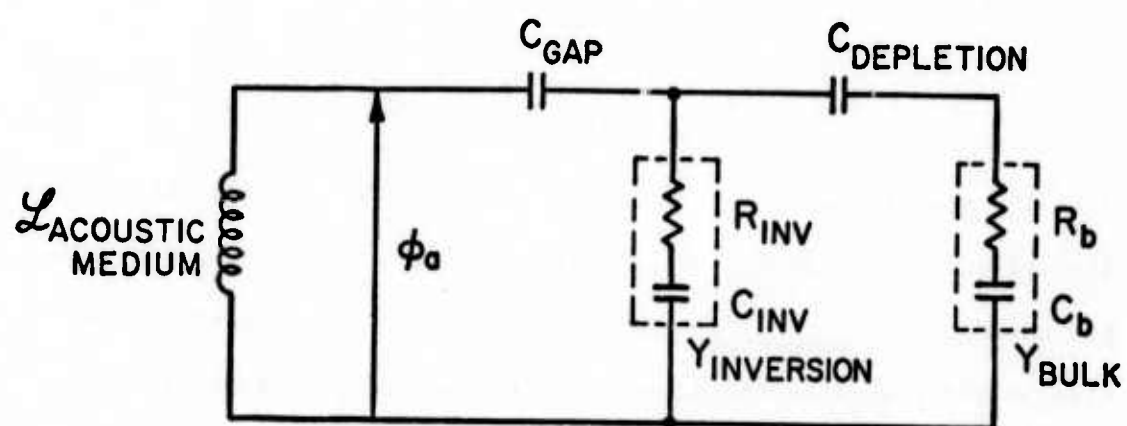 C_GAP
C_DEPLETION
ℒ_ACOUSTIC
MEDIUM
ϕ_a
R_INV
C_INV
Y_INVERSION
R_b
C_b
Y_BULK